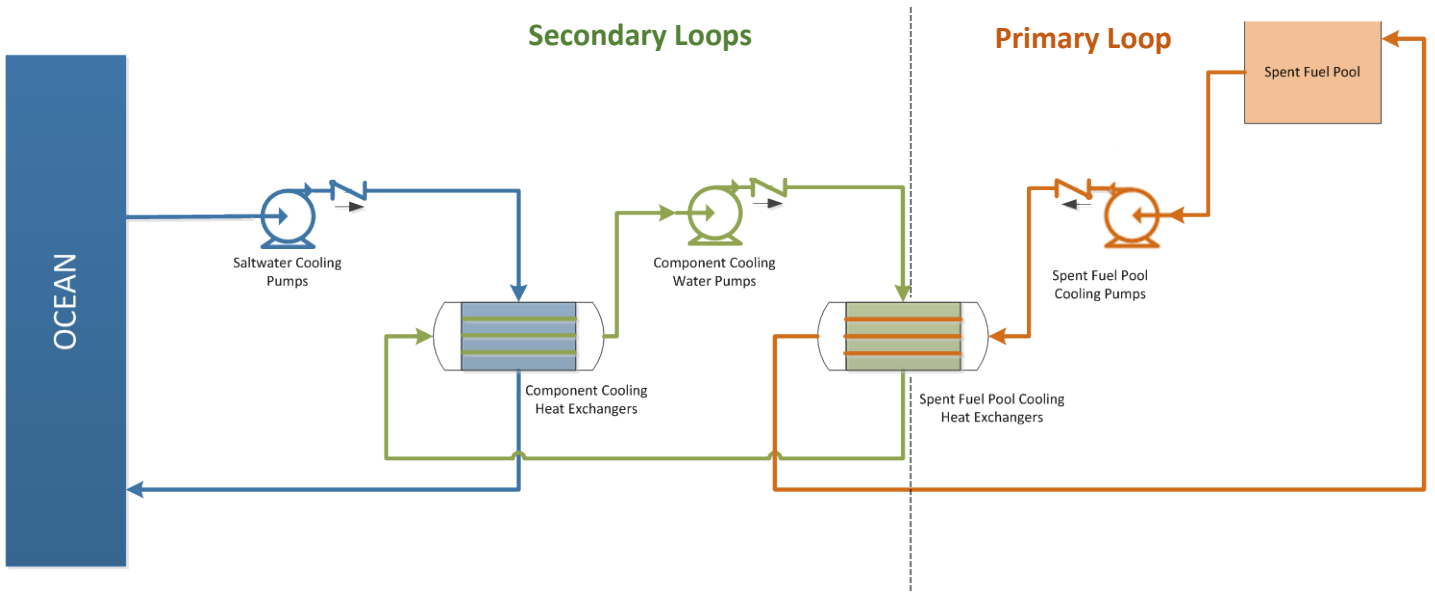 Secondary Loops
Primary Loop
Spent Fuel Pool
OCEAN
Saltwater Cooling
Pumps
Component Cooling
Water Pumps
Spent Fuel Pool
Cooling Pumps
Component Cooling
Heat Exchangers
Spent Fuel Pool Cooling
Heat Exchangers